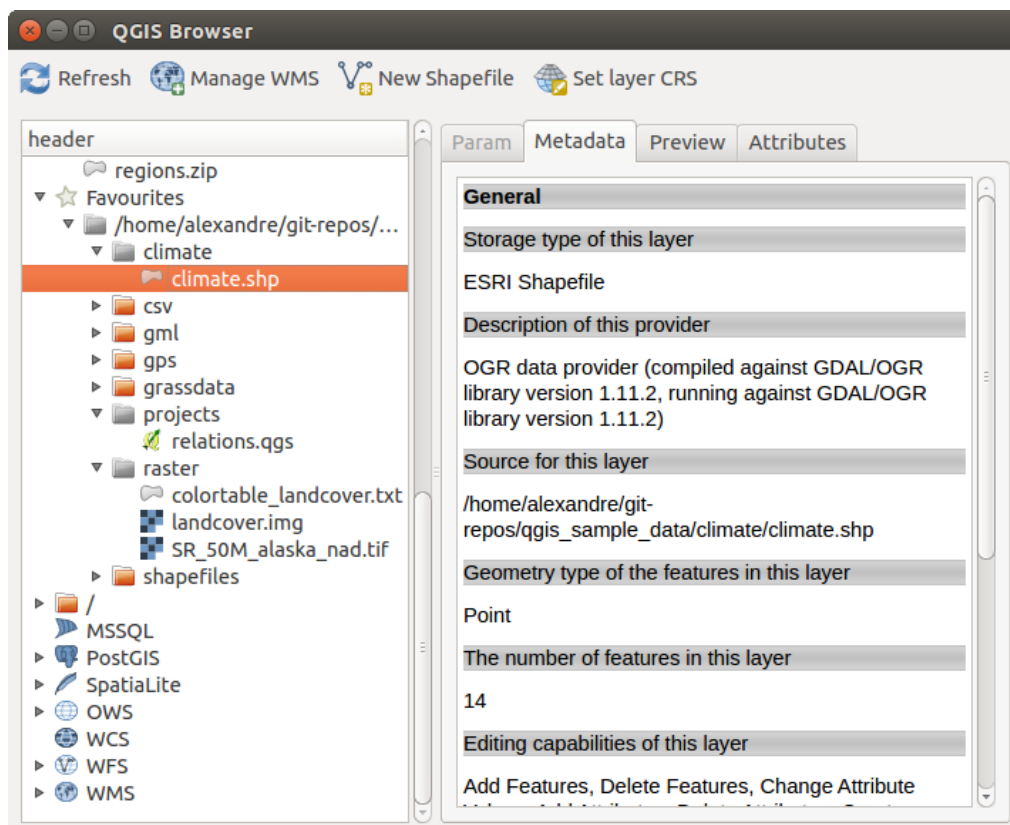 QGIS Browser
Refresh Manage WMS New Shapefile Set layer CRS
header
regions.zip
Favourites
/home/alexandre/git-repos/...
climate
climate.shp
csv
gml
gps
grassdata
projects
relations.qgs
raster
colortable_landcover.txt
landcover.img
SR_50M_alaska_nad.tif
shapefiles
/
MSSQL
PostGIS
SpatiaLite
OWS
WCS
WFS
WMS
Param Metadata Preview Attributes
General
Storage type of this layer
ESRI Shapefile
Description of this provider
OGR data provider (compiled against GDAL/OGR
library version 1.11.2, running against GDAL/OGR
library version 1.11.2)
Source for this layer
/home/alexandre/git-
repos/qgis_sample_data/climate/climate.shp
Geometry type of the features in this layer
Point
The number of features in this layer
14
Editing capabilities of this layer
Add Features, Delete Features, Change Attribute